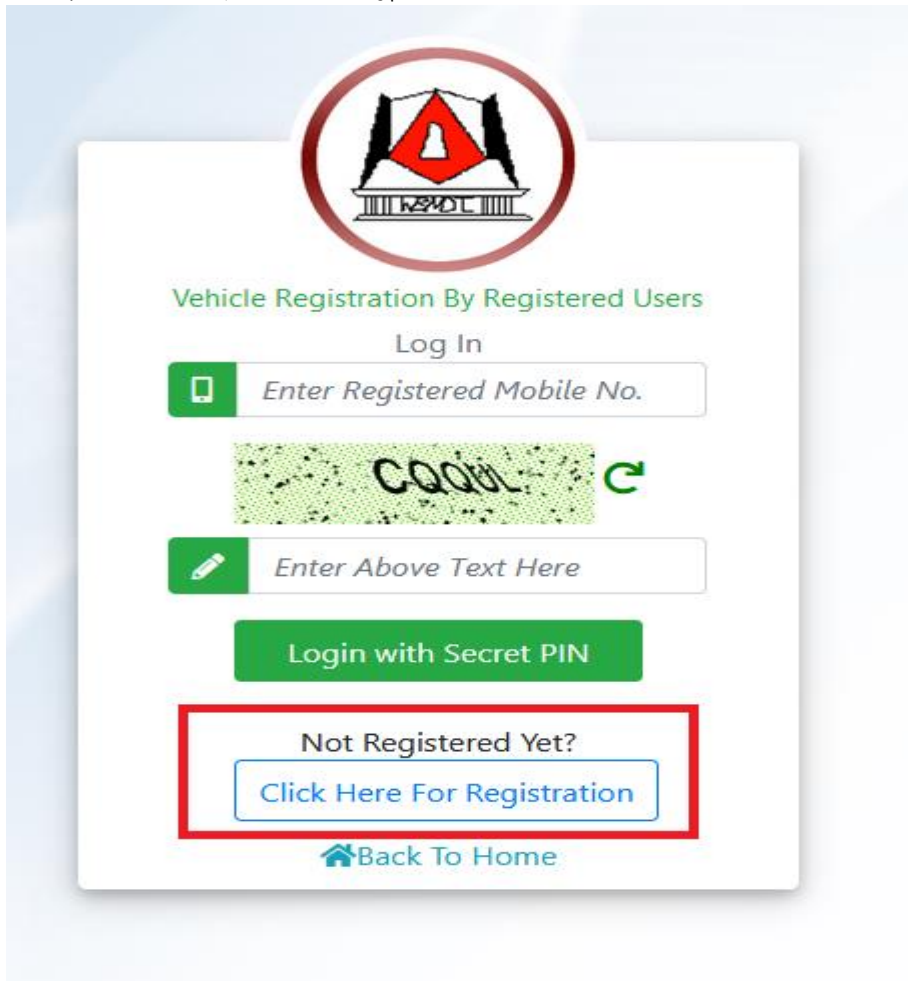 Vehicle Registration By Registered Users
Log In
Enter Registered Mobile No.
Enter Above Text Here
Login with Secret PIN
Not Registered Yet?
Click Here For Registration
Back To Home